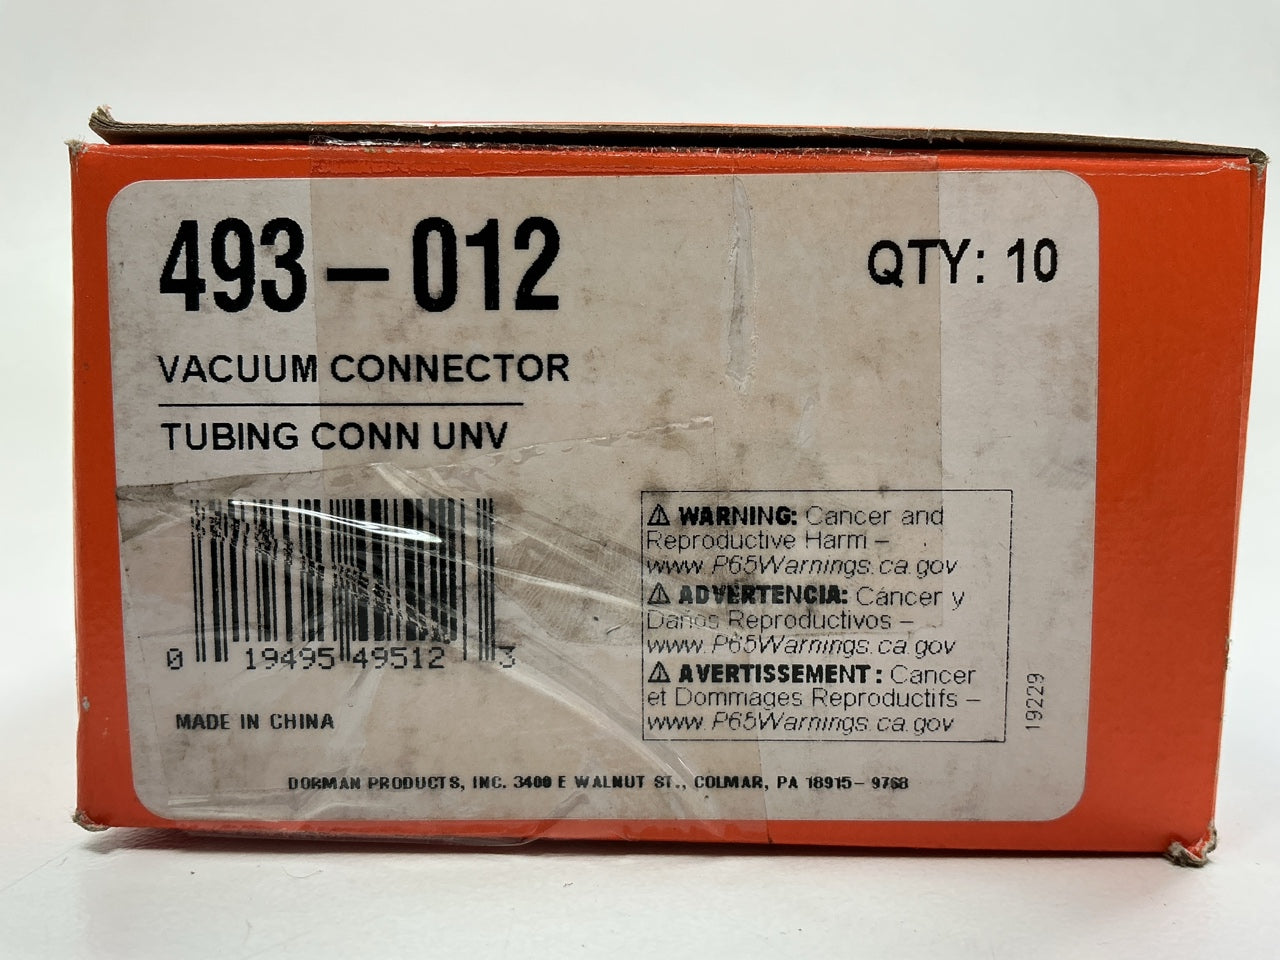 493-012
QTY: 10
VACUUM CONNECTOR
TUBING CONN UNV
0 19495 49512 3
MADE IN CHINA
⚠ WARNING: Cancer and
Reproductive Harm –
www.P65Warnings.ca.gov
⚠ ADVERTENCIA: Cáncer y
Daños Reproductivos –
www.P65Warnings.ca.gov
⚠ AVERTISSEMENT: Cancer
et Dommages Reproductifs –
www.P65Warnings.ca.gov
19229
DORMAN PRODUCTS, INC. 3400 E WALNUT ST., COLMAR, PA 18915-9768